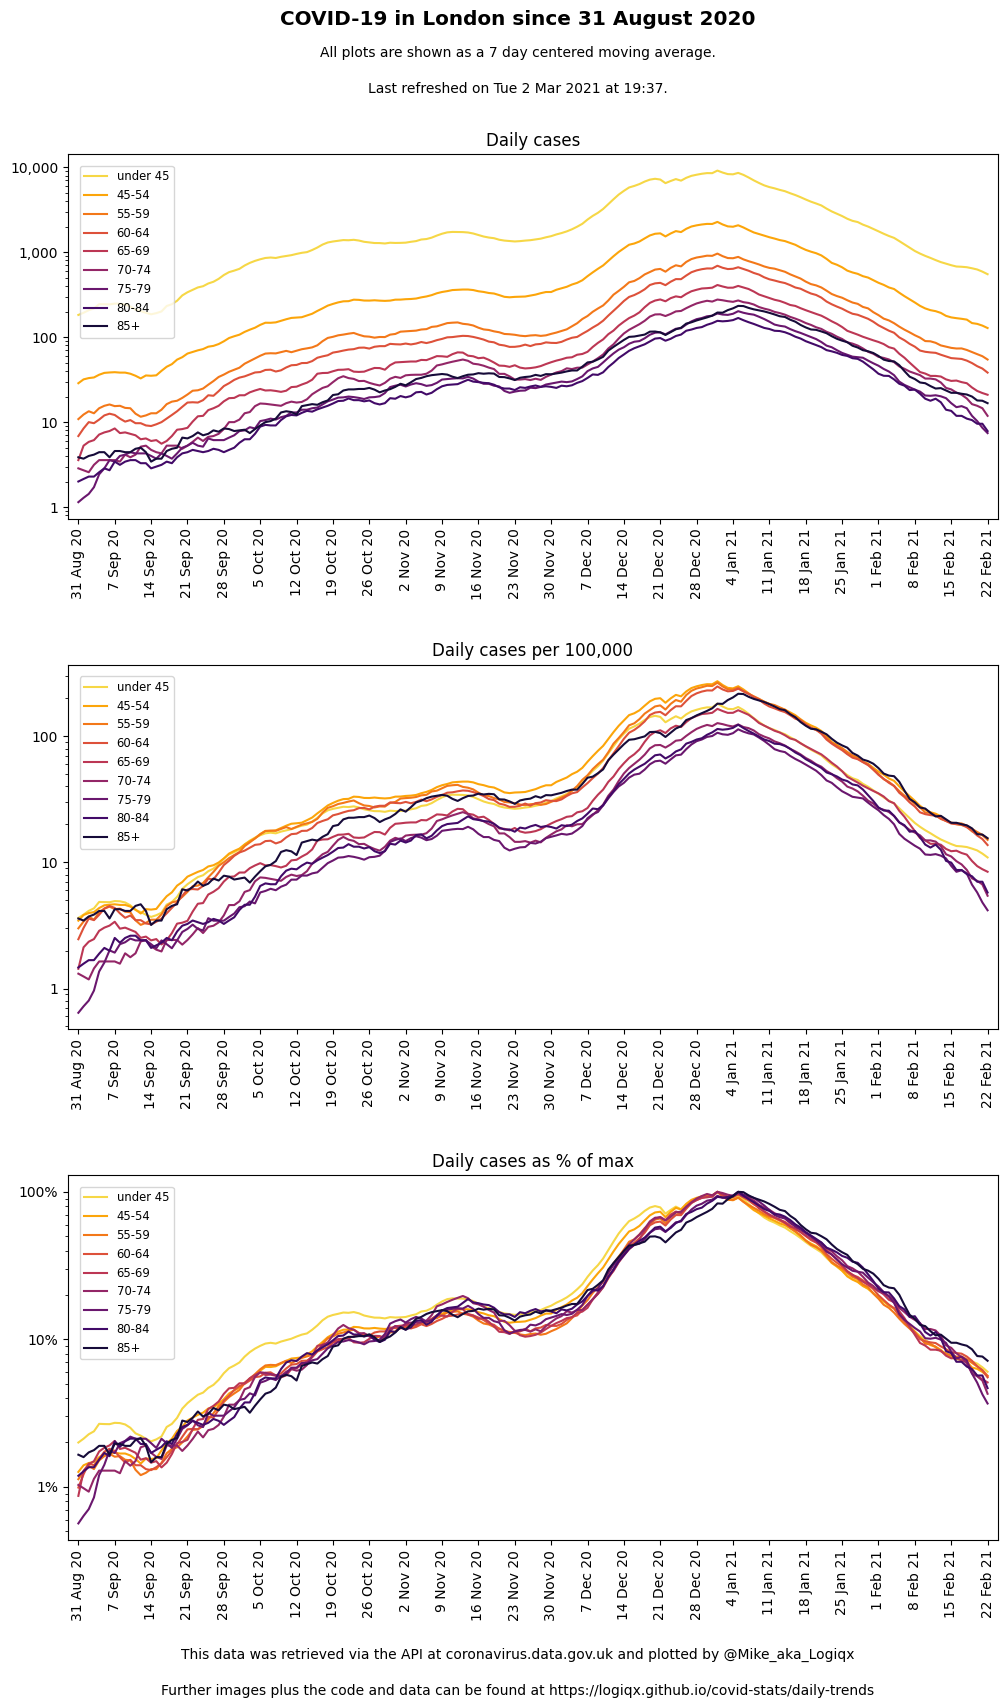 COVID-19 in London since 31 August 2020
All plots are shown as a 7 day centered moving average.
Last refreshed on Tue 2 Mar 2021 at 19:37.
Daily cases
10,000
1,000
100
10
1
under 45
45-54
55-59
60-64
65-69
70-74
75-79
80-84
85+
31 Aug 20
7 Sep 20
14 Sep 20
21 Sep 20
28 Sep 20
5 Oct 20
12 Oct 20
19 Oct 20
26 Oct 20
2 Nov 20
9 Nov 20
16 Nov 20
23 Nov 20
30 Nov 20
7 Dec 20
14 Dec 20
21 Dec 20
28 Dec 20
4 Jan 21
11 Jan 21
18 Jan 21
25 Jan 21
1 Feb 21
8 Feb 21
15 Feb 21
22 Feb 21
Daily cases per 100,000
100
10
1
under 45
45-54
55-59
60-64
65-69
70-74
75-79
80-84
85+
31 Aug 20
7 Sep 20
14 Sep 20
21 Sep 20
28 Sep 20
5 Oct 20
12 Oct 20
19 Oct 20
26 Oct 20
2 Nov 20
9 Nov 20
16 Nov 20
23 Nov 20
30 Nov 20
7 Dec 20
14 Dec 20
21 Dec 20
28 Dec 20
4 Jan 21
11 Jan 21
18 Jan 21
25 Jan 21
1 Feb 21
8 Feb 21
15 Feb 21
22 Feb 21
Daily cases as % of max
100%
10%
1%
under 45
45-54
55-59
60-64
65-69
70-74
75-79
80-84
85+
31 Aug 20
7 Sep 20
14 Sep 20
21 Sep 20
28 Sep 20
5 Oct 20
12 Oct 20
19 Oct 20
26 Oct 20
2 Nov 20
9 Nov 20
16 Nov 20
23 Nov 20
30 Nov 20
7 Dec 20
14 Dec 20
21 Dec 20
28 Dec 20
4 Jan 21
11 Jan 21
18 Jan 21
25 Jan 21
1 Feb 21
8 Feb 21
15 Feb 21
22 Feb 21
This data was retrieved via the API at coronavirus.data.gov.uk and plotted by @Mike_aka_Logiqx
Further images plus the code and data can be found at https://logiqx.github.io/covid-stats/daily-trends